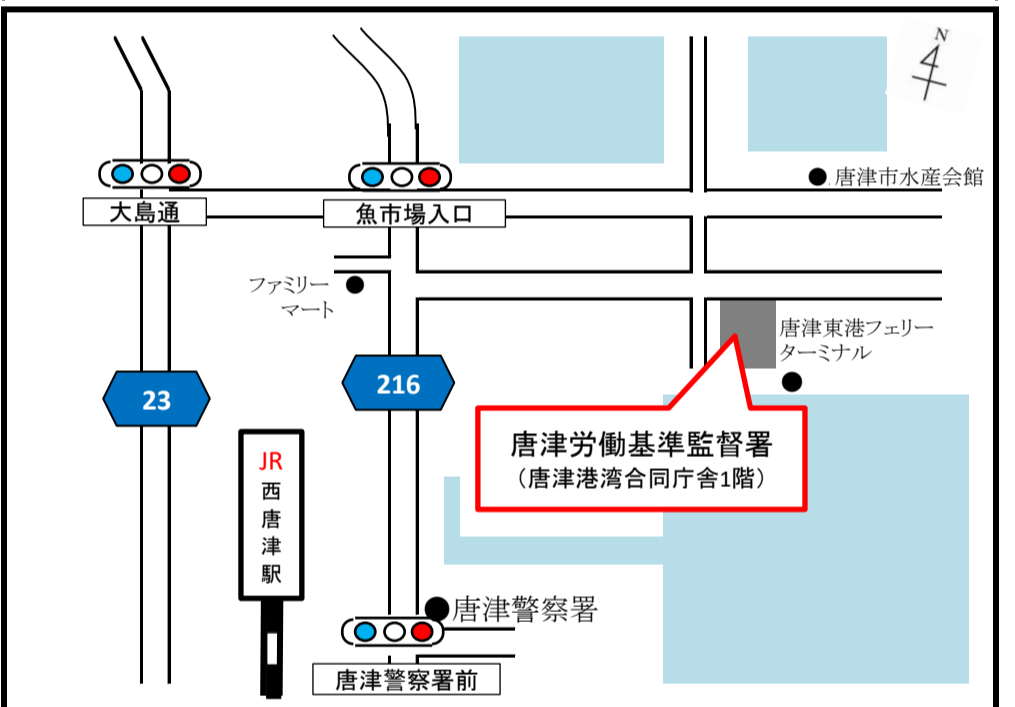 N
唐津市水産会館
大島通
魚市場入口
ファミリー
マート
唐津東港フェリー
ターミナル
23
216
唐津労働基準監督署
（唐津港湾合同庁舎1階）
JR
西
唐
津
駅
唐津警察署
唐津警察署前